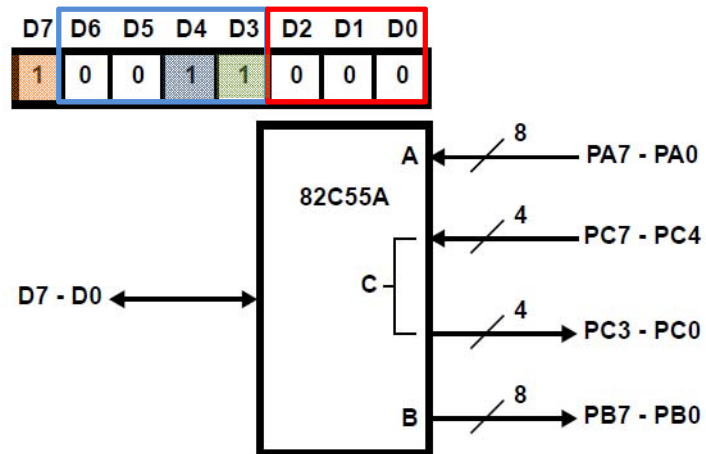 D7 D6 D5 D4 D3 D2 D1 D0
1 0 0 1 1 0 0 0
8
A PA7 - PA0
82C55A
4
PC7 - PC4
C
D7 - D0
4
PC3 - PC0
8
B PB7 - PB0